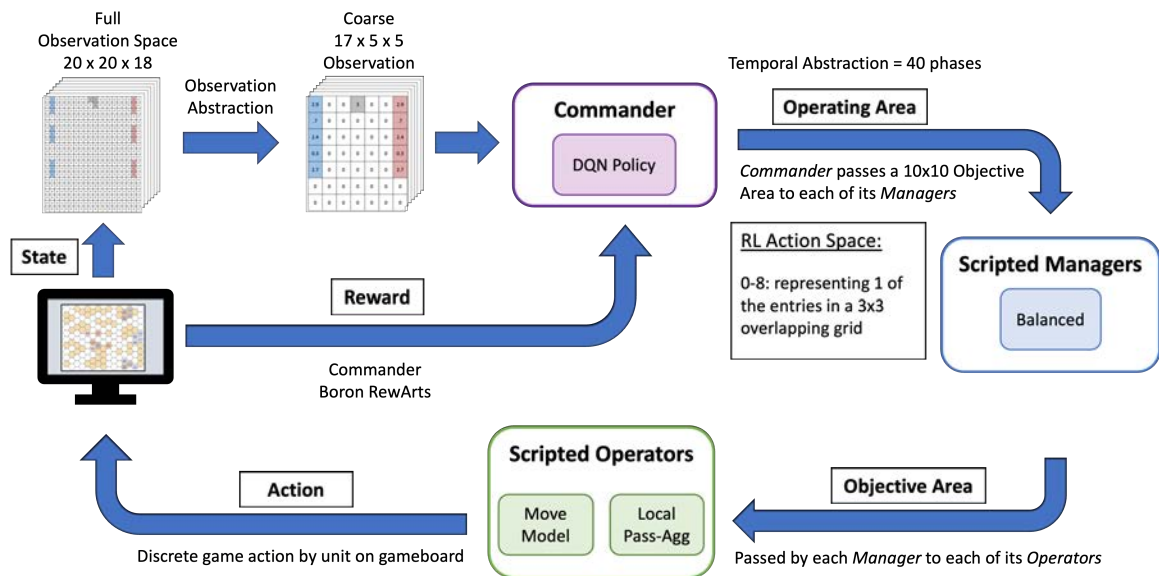 Full
Observation Space
20 x 20 x 18
Observation
Abstraction
Coarse
17 x 5 x 5
Observation
Commander
DQN Policy
Temporal Abstraction = 40 phases
Operating Area
Commander passes a 10x10 Objective
Area to each of its Managers
RL Action Space:
0-8: representing 1 of
the entries in a 3x3
overlapping grid
Scripted Managers
Balanced
State
Reward
Commander
Boron RewArts
Scripted Operators
Move
Model
Local
Pass-Agg
Objective Area
Passed by each Manager to each of its Operators
Action
Discrete game action by unit on gameboard